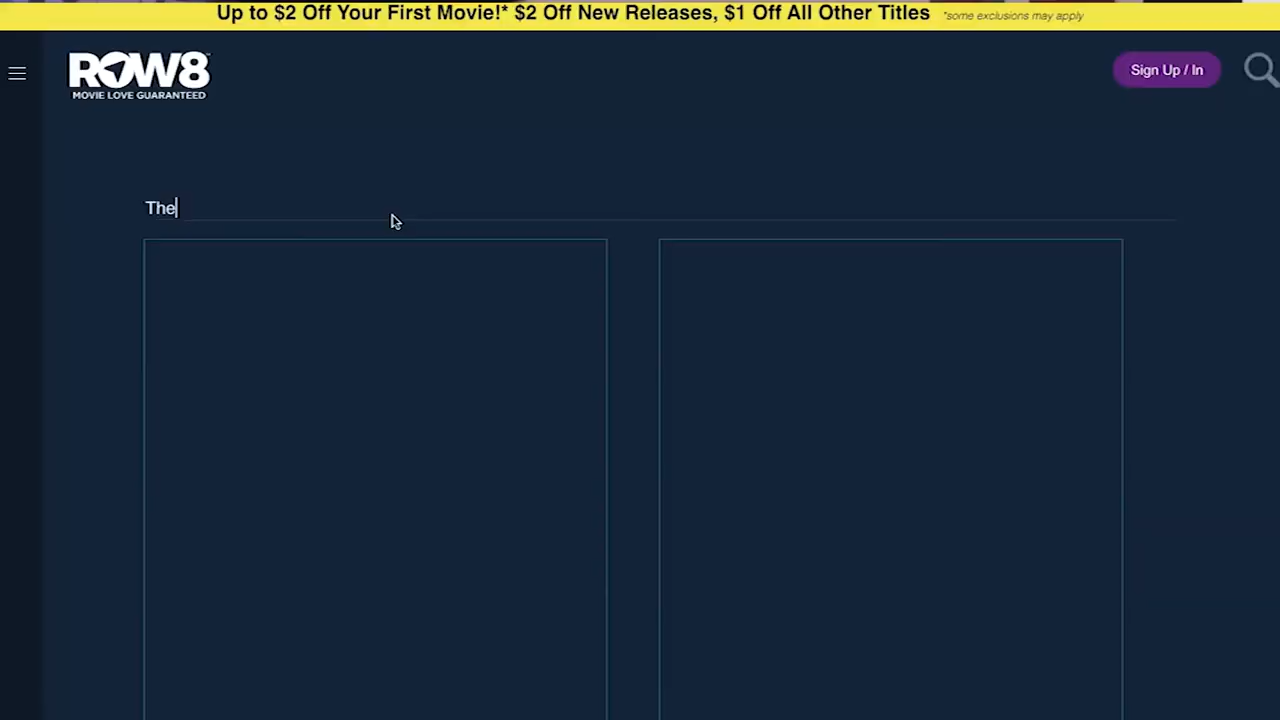 Up to $2 Off Your First Movie!* $2 Off New Releases, $1 Off All Other Titles *some exclusions may apply
ROW8
MOVIE LOVE GUARANTEED
Sign Up / In
The